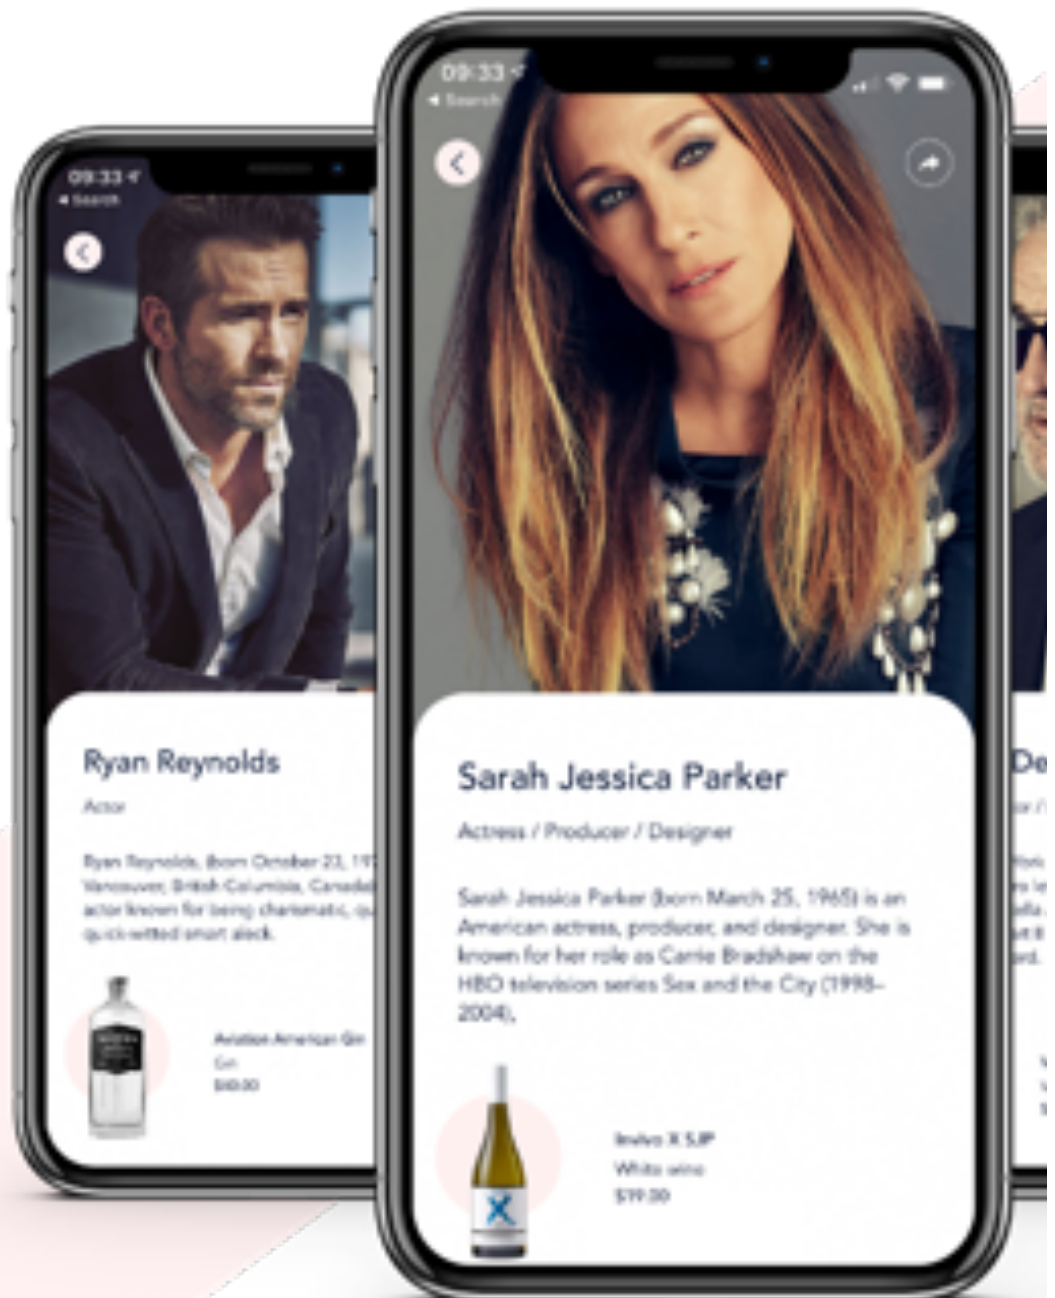 09:33
Search
Ryan Reynolds
Actor
Ryan Reynolds, (born October 23, 197
Vancouver, British Columbia, Canada
actor known for being charismatic, qu
quick-witted smart aleck.
Aviation American Gin
Gin
09:33
Search
Sarah Jessica Parker
Actress / Producer / Designer
Sarah Jessica Parker (born March 25, 1965) is an
American actress, producer, and designer. She is
known for her role as Carrie Bradshaw on the
HBO television series Sex and the City (1998–
2004),
Invivo X SJP
White wine
$19.00
X
De
or /